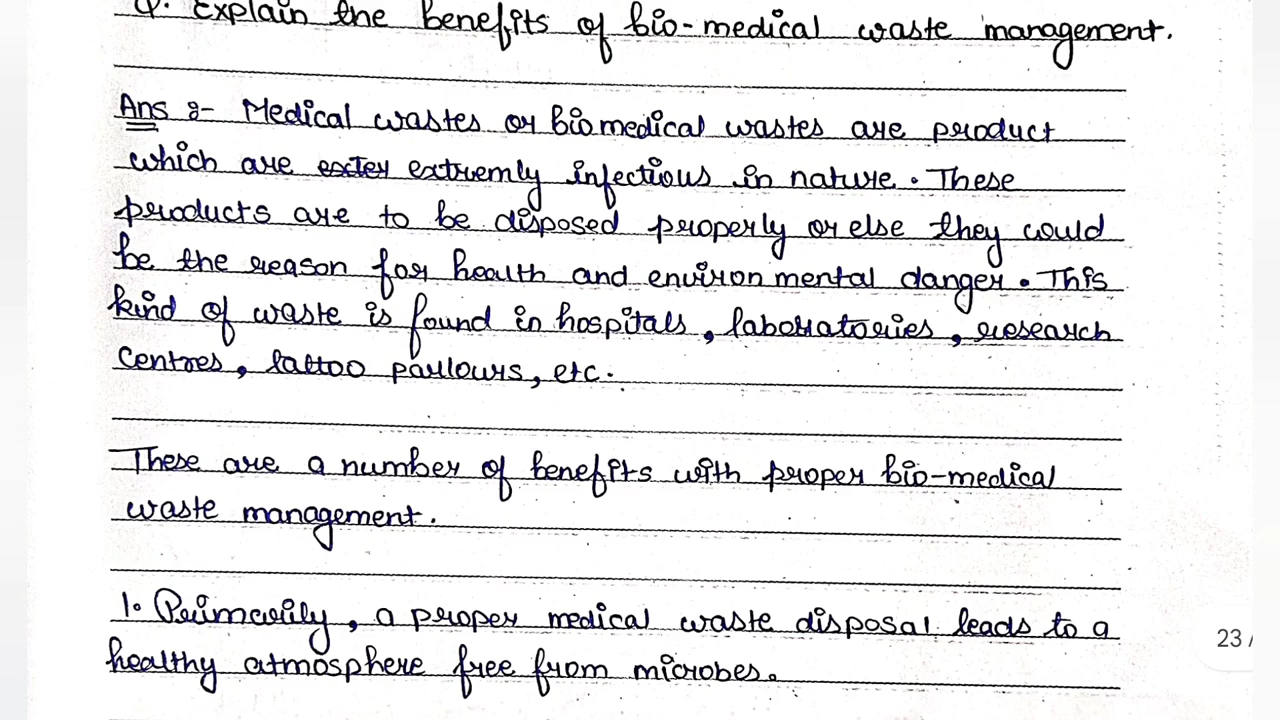 Q. Explain the benefits of bio-medical waste management.
Ans :- Medical wastes or biomedical wastes are product
which are extremly infectious in nature. These
products are to be disposed properly or else they could
be the reason for health and environmental danger. This
kind of waste is found in hospitals, laboratories, research
centres, tattoo parlours, etc.
These are a number of benefits with proper bio-medical
waste management.
1. Primarily, a proper medical waste disposal leads to a
healthy atmosphere free from microbes.
23 /